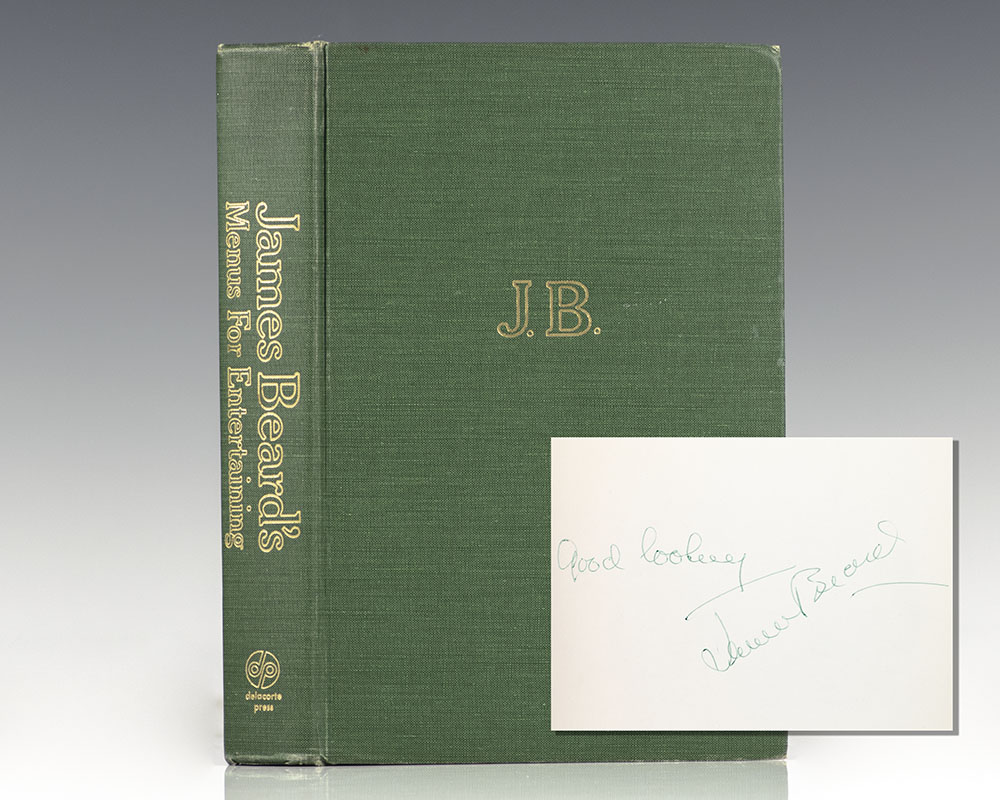 James Beard's
Menus For Entertaining
delacorte
press
J.B.
Good cooking
James Beard